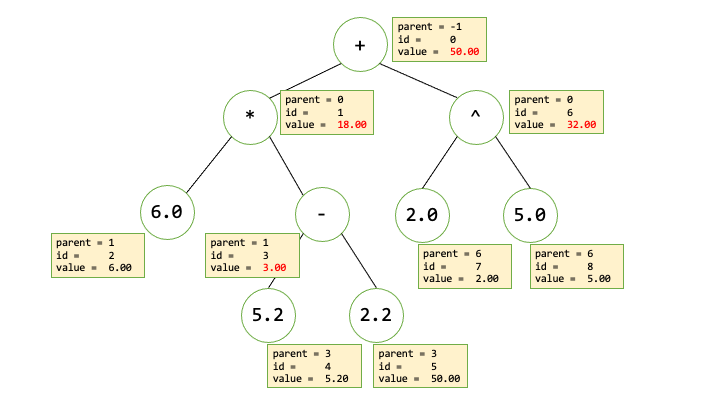 +
parent = -1
id =     0
value =  50.00
*
parent = 0
id =     1
value =  18.00
^
parent = 0
id =     6
value =  32.00
6.0
parent = 1
id =     2
value =  6.00
-
parent = 1
id =     3
value =  3.00
2.0
parent = 6
id =     7
value =  2.00
5.0
parent = 6
id =     8
value =  5.00
5.2
parent = 3
id =     4
value =  5.20
2.2
parent = 3
id =     5
value =  50.00